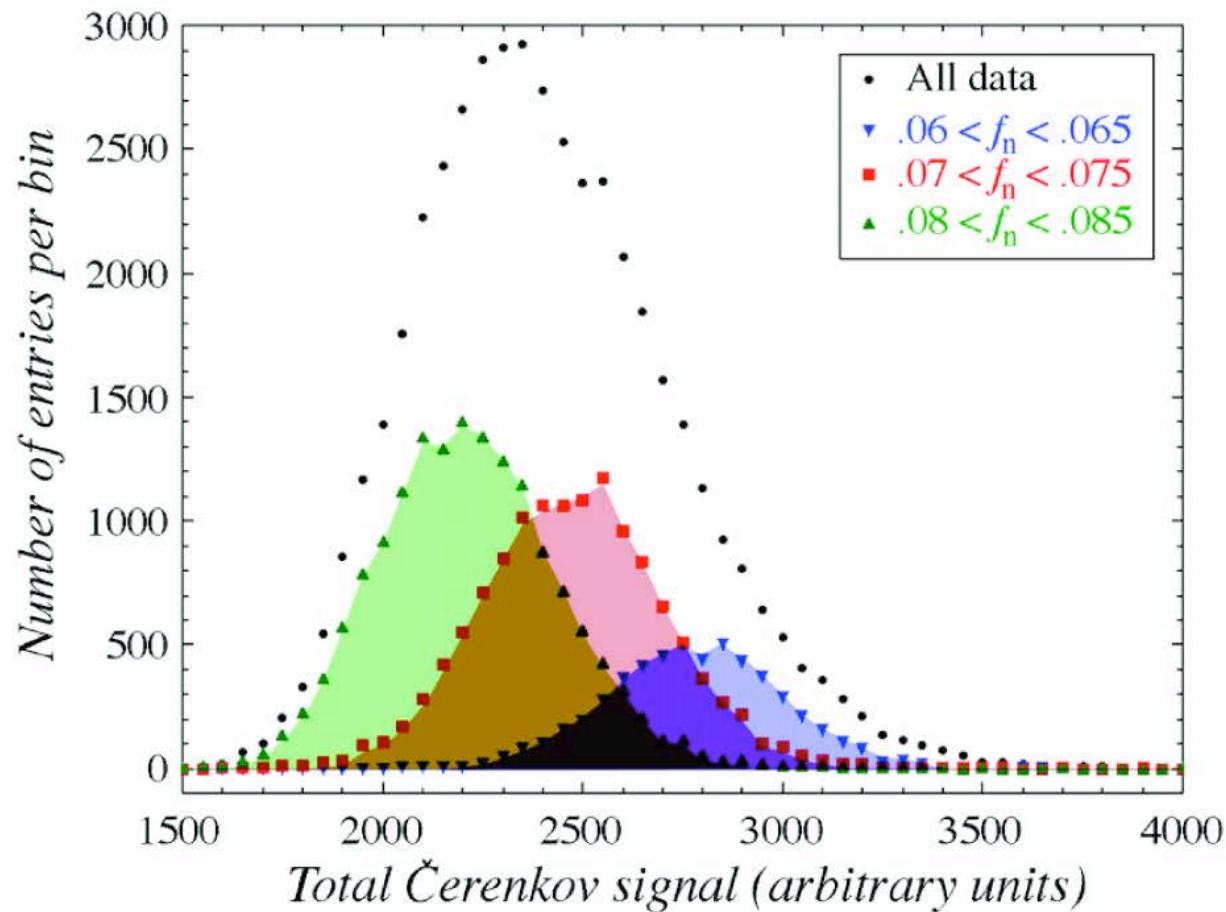 3000
2500
2000
1500
1000
500
0
Number of entries per bin
All data
.06 < fn < .065
.07 < fn < .075
.08 < fn < .085
1500 2000 2500 3000 3500 4000
Total Čerenkov signal (arbitrary units)